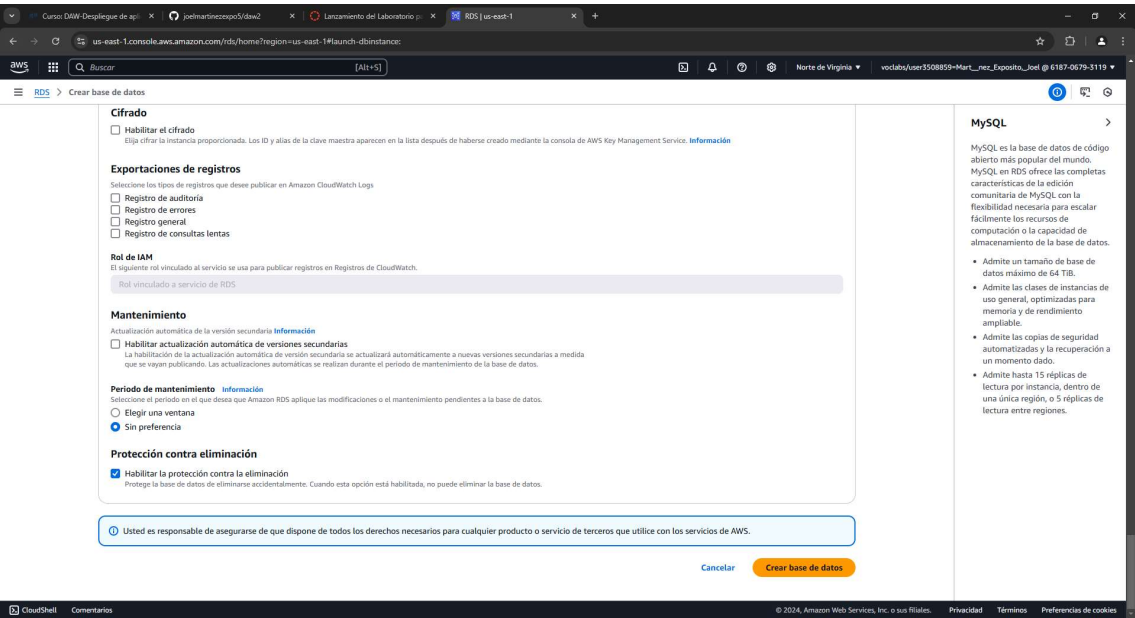 Curso: DAW-Despliegue de apl
joelmartinezexpo5/daw2
Lanzamiento del Laboratorio p
RDS | us-east-1
us-east-1.console.aws.amazon.com/rds/home?region=us-east-1#launch-dbinstance:
aws
Buscar
[Alt+S]
Norte de Virginia
voclabs/user3508859=Mart__nez_Exposito,_Joel @ 6187-0679-3119
RDS > Crear base de datos
Cifrado
Habilitar el cifrado
Elija cifrar la instancia proporcionada. Los ID y alias de la clave maestra aparecen en la lista después de haberse creado mediante la consola de AWS Key Management Service. Información
Exportaciones de registros
Seleccione los tipos de registros que desee publicar en Amazon CloudWatch Logs
Registro de auditoría
Registro de errores
Registro general
Registro de consultas lentas
Rol de IAM
El siguiente rol vinculado al servicio se usa para publicar registros en Registros de CloudWatch.
Rol vinculado a servicio de RDS
Mantenimiento
Actualización automática de la versión secundaria Información
Habilitar actualización automática de versiones secundarias
La habilitación de la actualización automática de versión secundaria se actualizará automáticamente a nuevas versiones secundarias a medida
que se vayan publicando. Las actualizaciones automáticas se realizan durante el periodo de mantenimiento de la base de datos.
Periodo de mantenimiento Información
Seleccione el periodo en el que desea que Amazon RDS aplique las modificaciones o el mantenimiento pendientes a la base de datos.
Elegir una ventana
Sin preferencia
Protección contra eliminación
Habilitar la protección contra la eliminación
Protege la base de datos de eliminarse accidentalmente. Cuando esta opción está habilitada, no puede eliminar la base de datos.
Usted es responsable de asegurarse de que dispone de todos los derechos necesarios para cualquier producto o servicio de terceros que utilice con los servicios de AWS.
Cancelar
Crear base de datos
MySQL
MySQL es la base de datos de código
abierto más popular del mundo.
MySQL en RDS ofrece las completas
características de la edición
comunitaria de MySQL con la
flexibilidad necesaria para escalar
fácilmente los recursos de
computación o la capacidad de
almacenamiento de la base de datos.
• Admite un tamaño de base de
datos máximo de 64 TiB.
• Admite las clases de instancias de
uso general, optimizadas para
memoria y de rendimiento
ampliable.
• Admite las copias de seguridad
automatizadas y la recuperación a
un momento dado.
• Admite hasta 15 réplicas de
lectura por instancia, dentro de
una única región, o 5 réplicas de
lectura entre regiones.
CloudShell
Comentarios
© 2024, Amazon Web Services, Inc. o sus filiales.
Privacidad
Términos
Preferencias de cookies